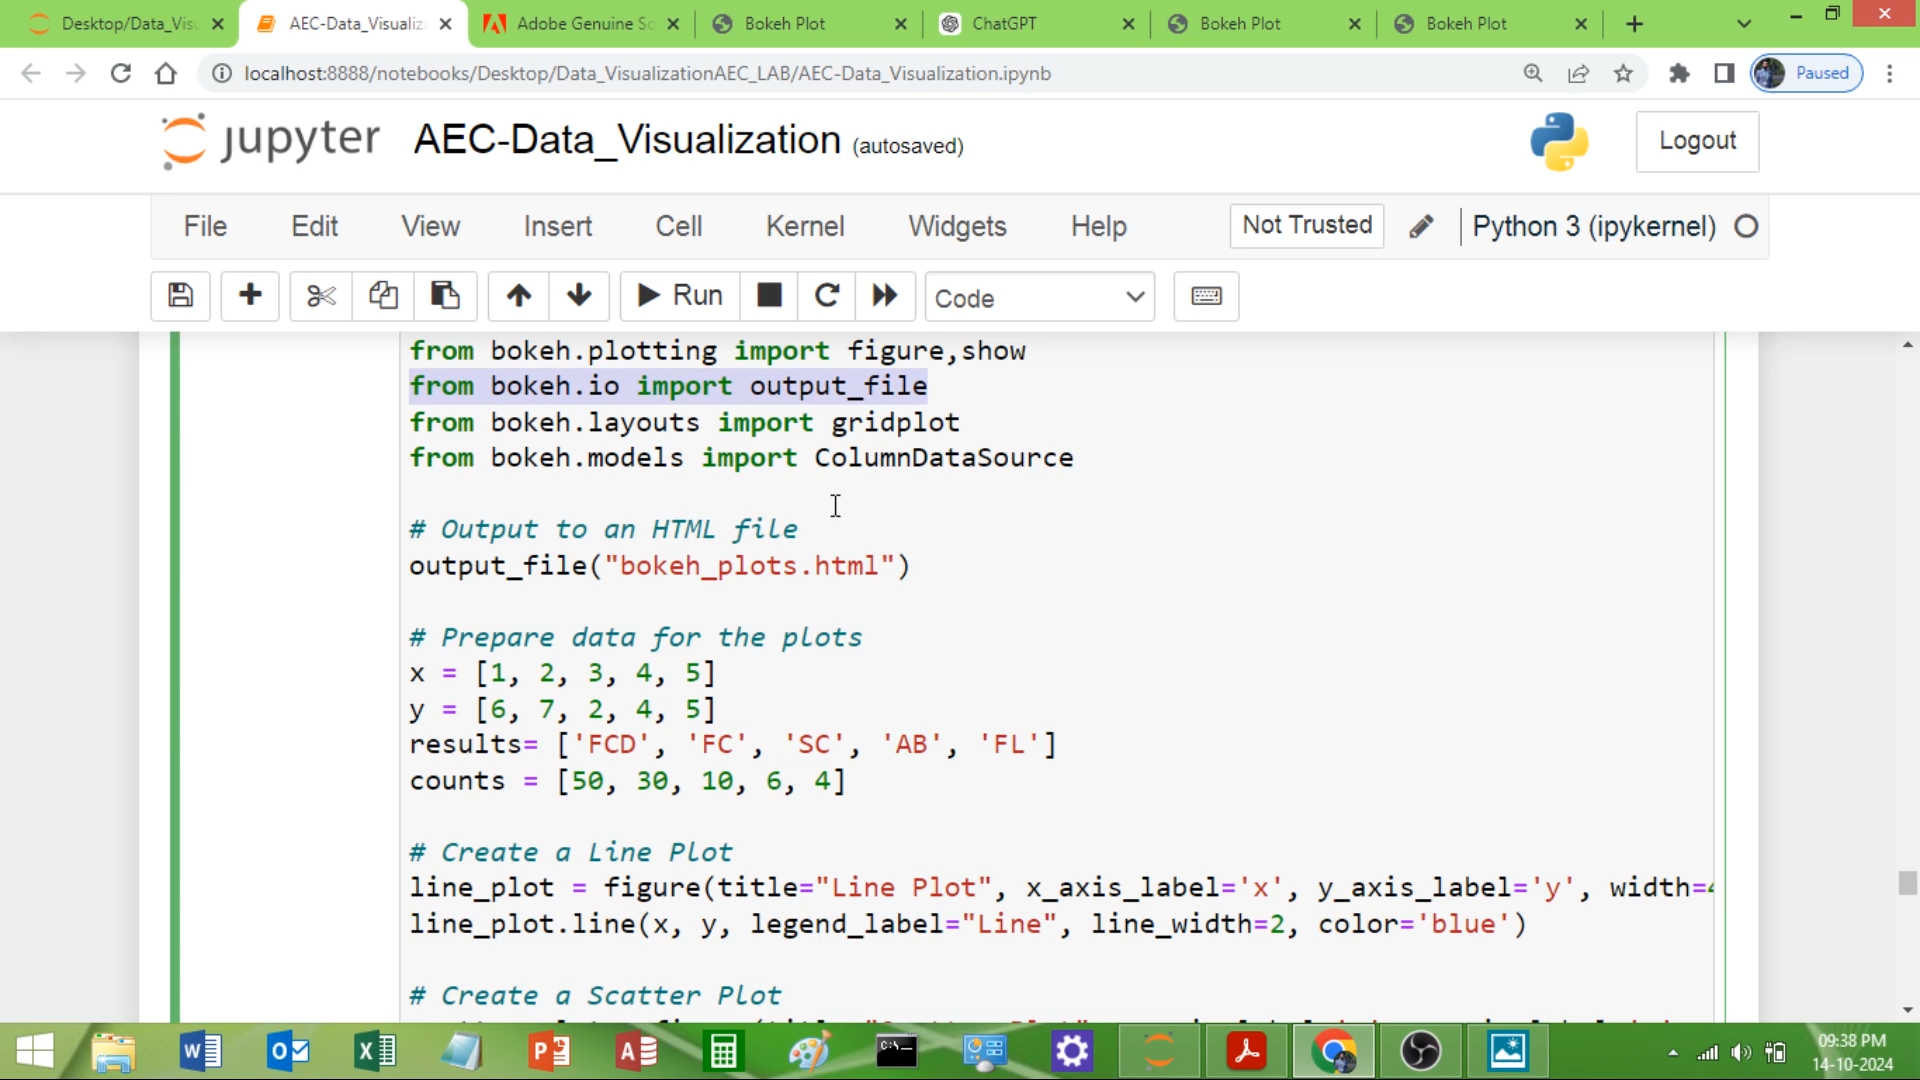 Desktop/Data_Vis
AEC-Data_Visualiz
Adobe Genuine So
Bokeh Plot
ChatGPT
Bokeh Plot
Bokeh Plot
localhost:8888/notebooks/Desktop/Data_VisualizationAEC_LAB/AEC-Data_Visualization.ipynb
Paused
jupyter AEC-Data_Visualization (autosaved)
Logout
File Edit View Insert Cell Kernel Widgets Help Not Trusted Python 3 (ipykernel)
Run Code
from bokeh.plotting import figure,show
from bokeh.io import output_file
from bokeh.layouts import gridplot
from bokeh.models import ColumnDataSource
# Output to an HTML file
output_file("bokeh_plots.html")
# Prepare data for the plots
x = [1, 2, 3, 4, 5]
y = [6, 7, 2, 4, 5]
results= ['FCD', 'FC', 'SC', 'AB', 'FL']
counts = [50, 30, 10, 6, 4]
# Create a Line Plot
line_plot = figure(title="Line Plot", x_axis_label='x', y_axis_label='y', width=4
line_plot.line(x, y, legend_label="Line", line_width=2, color='blue')
# Create a Scatter Plot
09:38 PM
14-10-2024